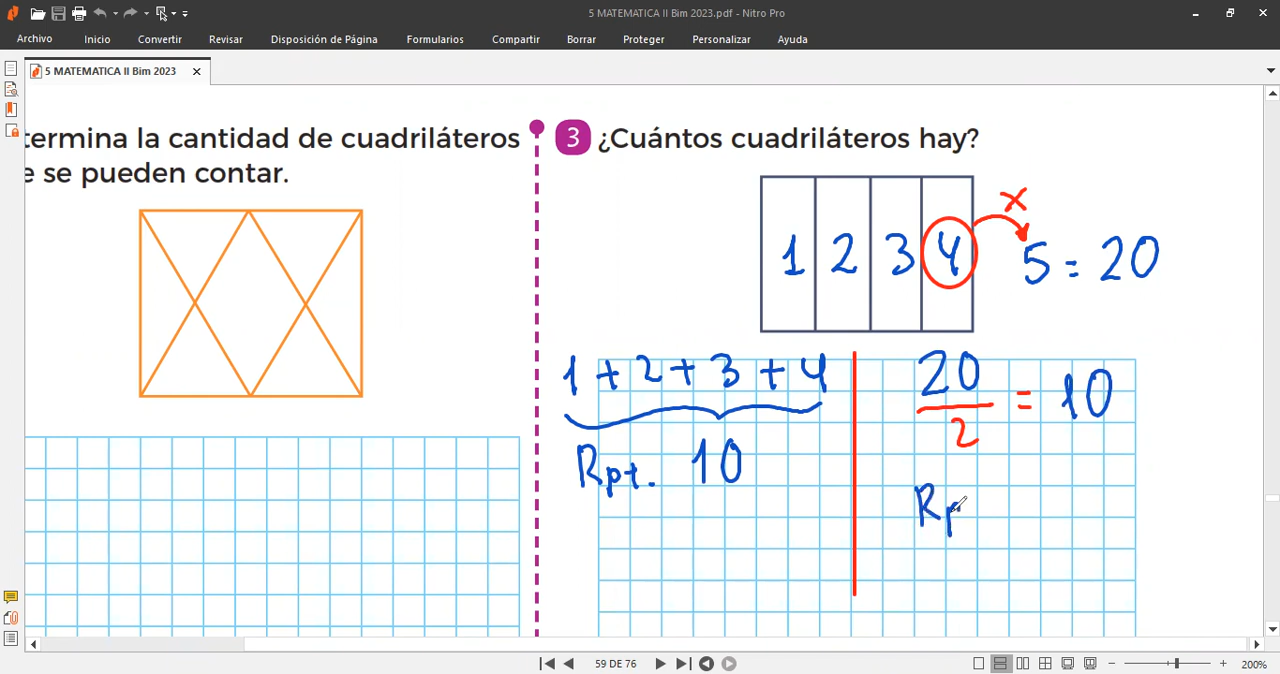 5 MATEMATICA II Bim 2023.pdf - Nitro Pro
Archivo Inicio Convertir Revisar Disposición de Página Formularios Compartir Borrar Proteger Personalizar Ayuda
5 MATEMATICA II Bim 2023
termina la cantidad de cuadriláteros
e se pueden contar.
3 ¿Cuántos cuadriláteros hay?
x
1 2 3 4 5 = 20
1 + 2 + 3 + 4
Rpt. 10
20
2
= 10
Rp
59 DE 76
200%